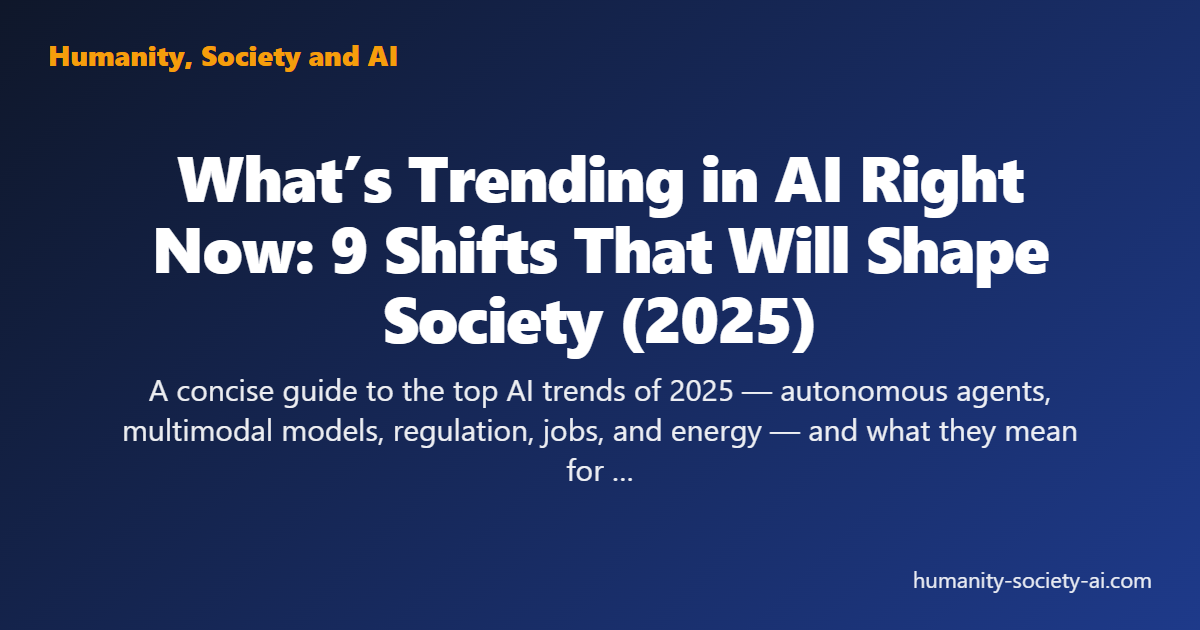 Humanity, Society and AI
What′s Trending in AI Right
Now: 9 Shifts That Will Shape
Society (2025)
A concise guide to the top AI trends of 2025 — autonomous agents,
multimodal models, regulation, jobs, and energy — and what they mean
for ...
humanity-society-ai.com